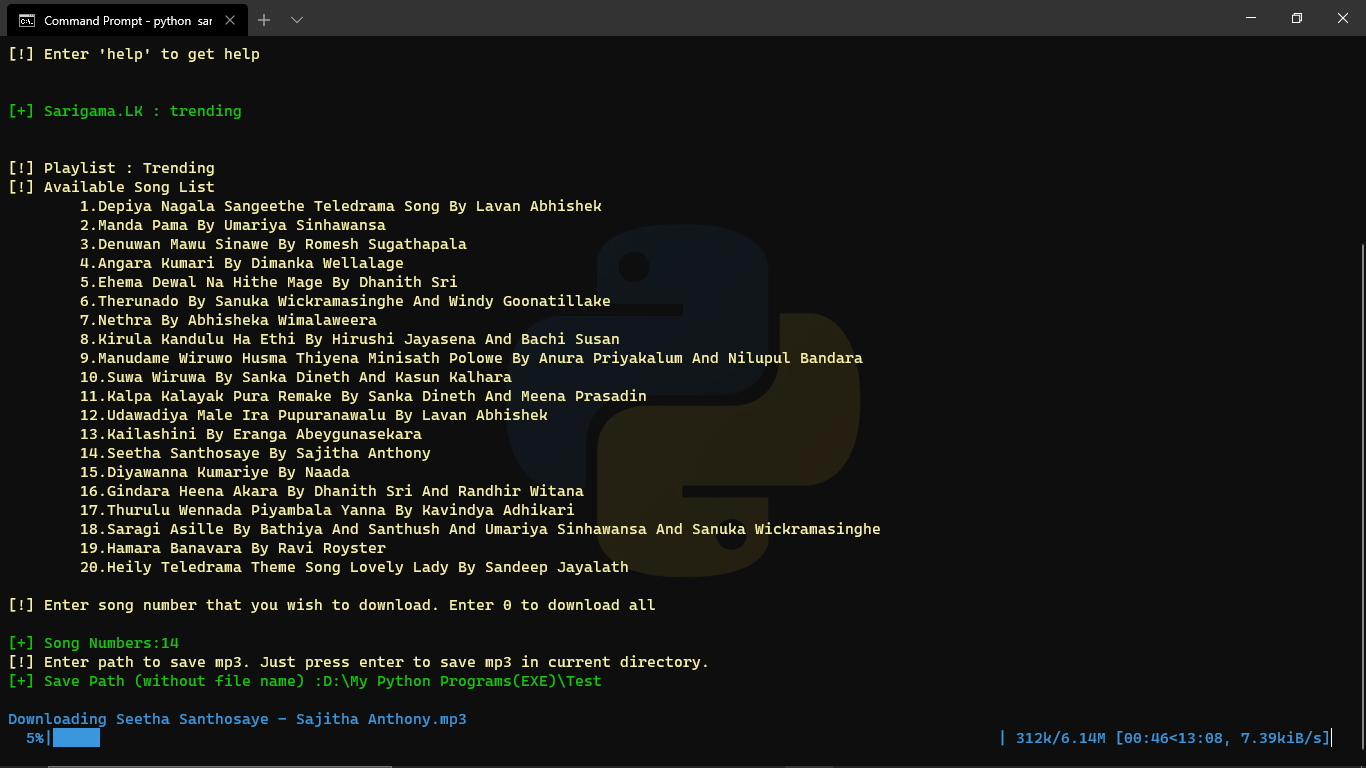 Command Prompt - python  sar
[!] Enter 'help' to get help
[+] Sarigama.LK : trending
[!] Playlist : Trending
[!] Available Song List
1.Depiya Nagala Sangeethe Teledrama Song By Lavan Abhishek
2.Manda Pama By Umariya Sinhawansa
3.Denuwan Mawu Sinawe By Romesh Sugathapala
4.Angara Kumari By Dimanka Wellalage
5.Ehema Dewal Na Hithe Mage By Dhanith Sri
6.Therunado By Sanuka Wickramasinghe And Windy Goonatillake
7.Nethra By Abhisheka Wimalaweera
8.Kirula Kandulu Ha Ethi By Hirushi Jayasena And Bachi Susan
9.Manudame Wiruwo Husma Thiyena Minisath Polowe By Anura Priyakalum And Nilupul Bandara
10.Suwa Wiruwa By Sanka Dineth And Kasun Kalhara
11.Kalpa Kalayak Pura Remake By Sanka Dineth And Meena Prasadin
12.Udawadiya Male Ira Pupuranawalu By Lavan Abhishek
13.Kailashini By Eranga Abeygunasekara
14.Seetha Santhosaye By Sajitha Anthony
15.Diyawanna Kumariye By Naada
16.Gindara Heena Akara By Dhanith Sri And Randhir Witana
17.Thurulu Wennada Piyambala Yanna By Kavindya Adhikari
18.Saragi Asille By Bathiya And Santhush And Umariya Sinhawansa And Sanuka Wickramasinghe
19.Hamara Banavara By Ravi Royster
20.Heily Teledrama Theme Song Lovely Lady By Sandeep Jayalath
[!] Enter song number that you wish to download. Enter 0 to download all
[+] Song Numbers:14
[!] Enter path to save mp3. Just press enter to save mp3 in current directory.
[+] Save Path (without file name) :D:\My Python Programs(EXE)\Test
Downloading Seetha Santhosaye - Sajitha Anthony.mp3
5%| | 312k/6.14M [00:46<13:08, 7.39kiB/s]